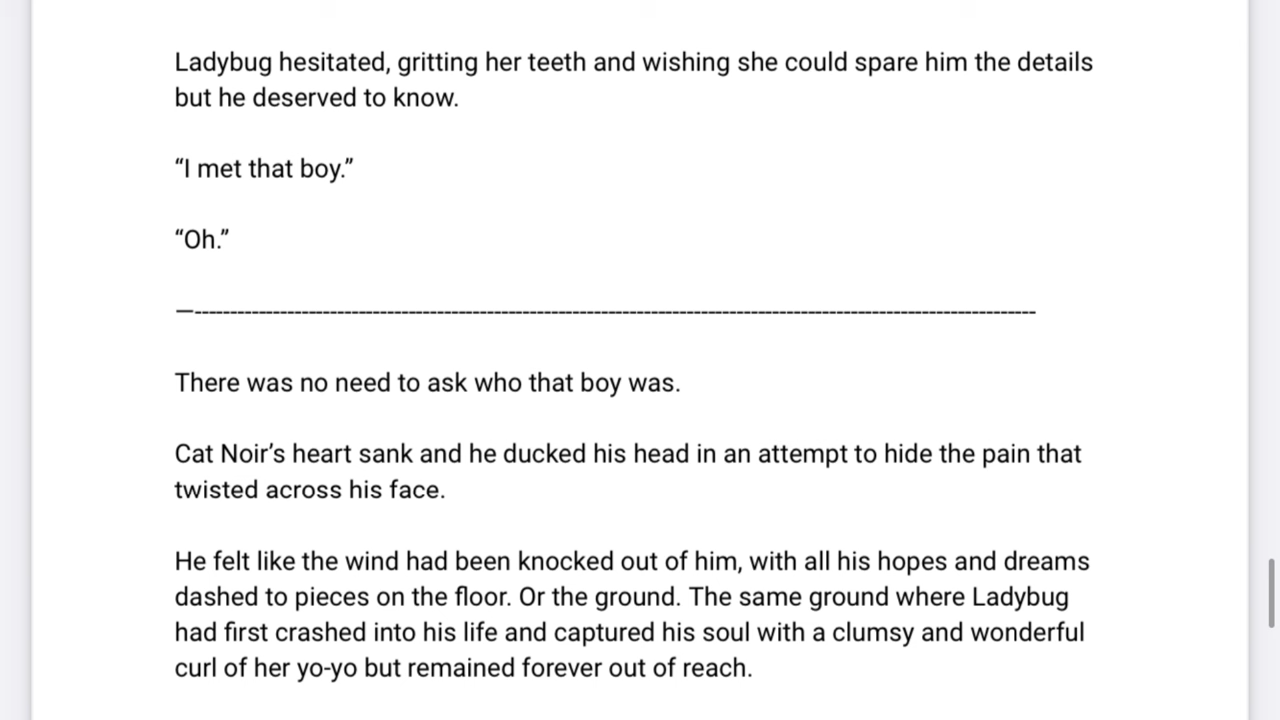 Ladybug hesitated, gritting her teeth and wishing she could spare him the details
but he deserved to know.
“I met that boy.”
“Oh.”
—----------------------------------------------------------------------------------------------------------------------
There was no need to ask who that boy was.
Cat Noir’s heart sank and he ducked his head in an attempt to hide the pain that
twisted across his face.
He felt like the wind had been knocked out of him, with all his hopes and dreams
dashed to pieces on the floor. Or the ground. The same ground where Ladybug
had first crashed into his life and captured his soul with a clumsy and wonderful
curl of her yo-yo but remained forever out of reach.